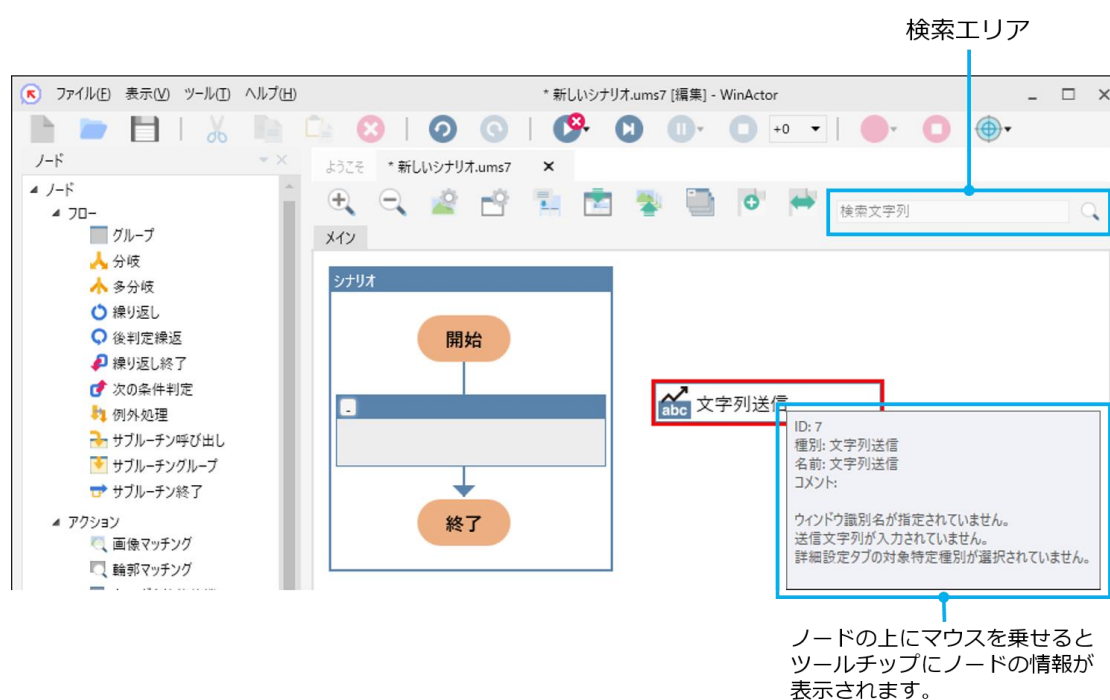 検索エリア
ファイル(F) 表示(V) ツール(T) ヘルプ(H)
* 新しいシナリオ.ums7 [編集] - WinActor
+0
ノード
ようこそ
* 新しいシナリオ.ums7
検索文字列
メイン
ノード
フロー
グループ
分岐
多分岐
繰り返し
後判定繰返
繰り返し終了
次の条件判定
例外処理
サブルーチン呼び出し
サブルーチングループ
サブルーチン終了
アクション
画像マッチング
輪郭マッチング
シナリオ
開始
終了
abc 文字列送信
ID: 7
種別: 文字列送信
名前: 文字列送信
コメント:
ウィンドウ識別名が指定されていません。
送信文字列が入力されていません。
詳細設定タブの対象特定種別が選択されていません。
ノードの上にマウスを乗せると
ツールチップにノードの情報が
表示されます。